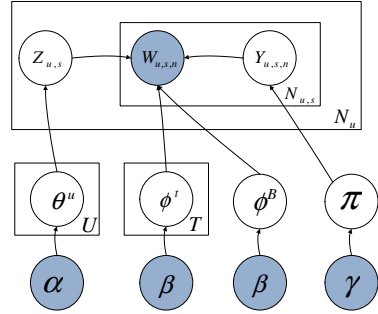 Z_{u,s} W_{u,s,n} Y_{u,s,n}
N_{u,s}
N_u
θ^u U ϕ^t T ϕ^B π
α β β γ